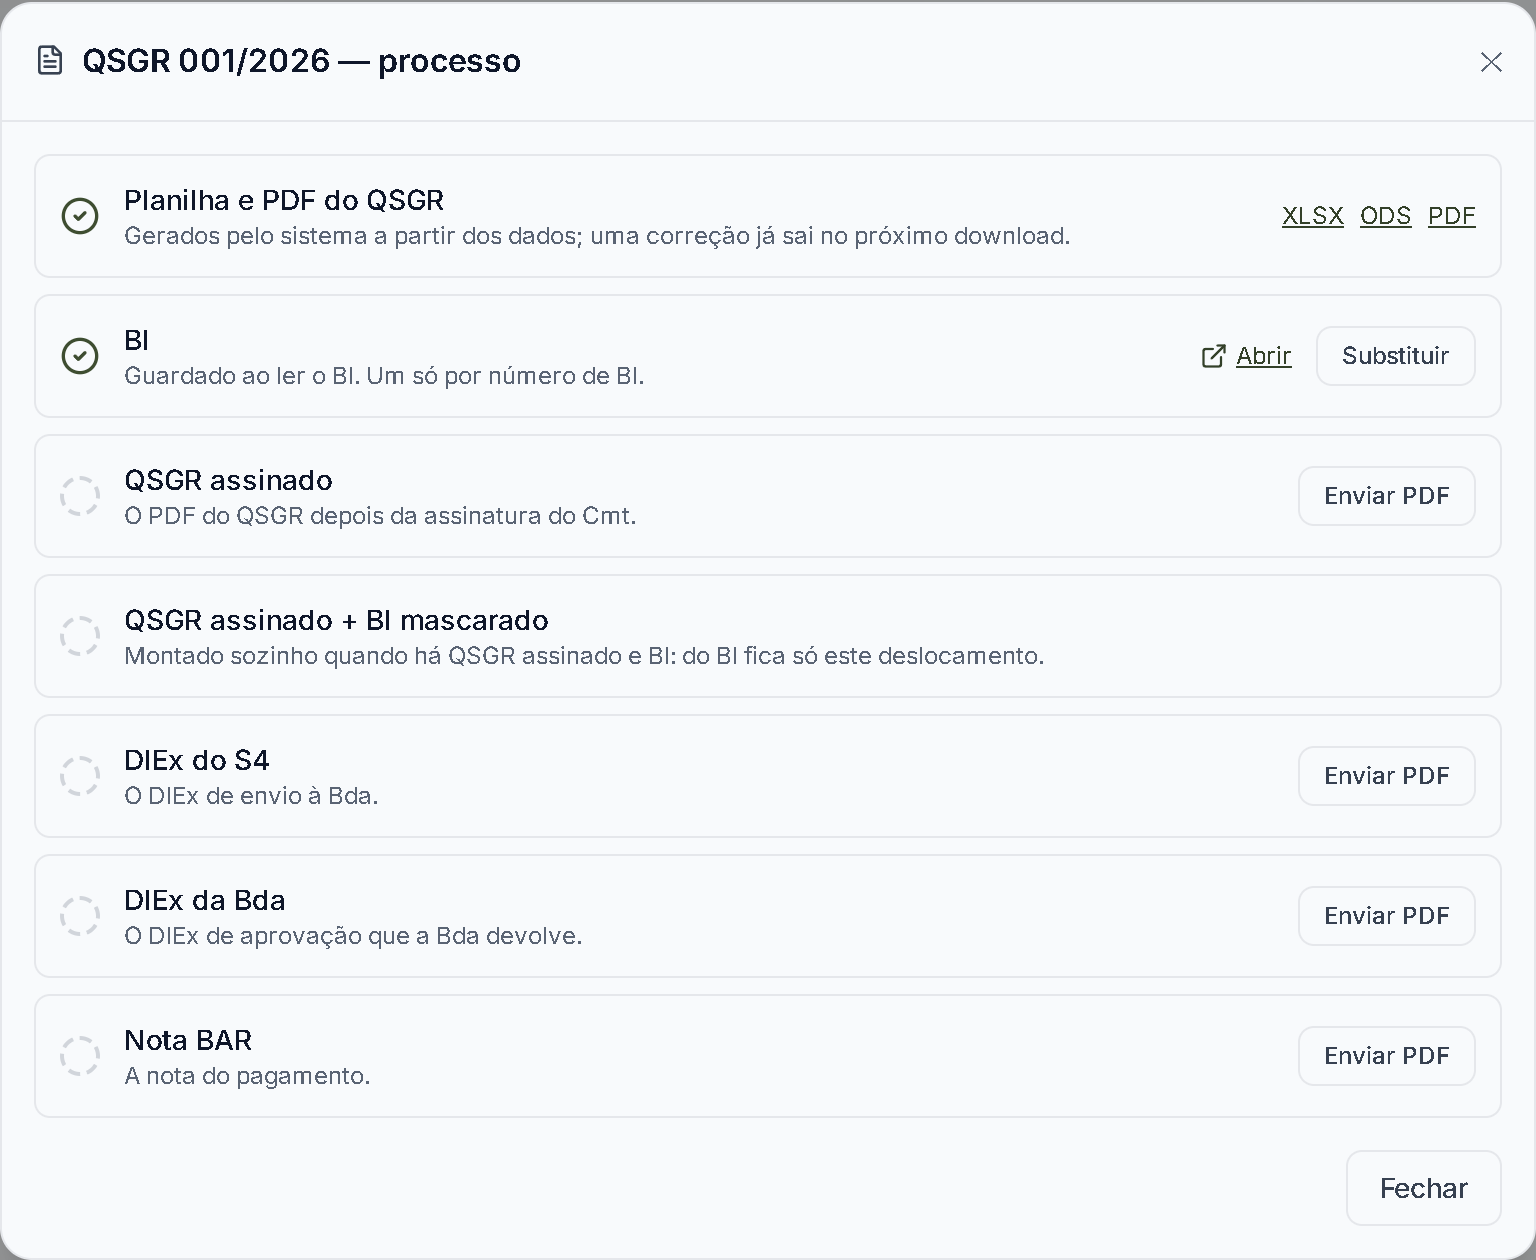 QSGR 001/2026 — processo
Planilha e PDF do QSGR
Gerados pelo sistema a partir dos dados; uma correção já sai no próximo download.
XLSX ODS PDF
BI
Guardado ao ler o BI. Um só por número de BI.
Abrir
Substituir
QSGR assinado
O PDF do QSGR depois da assinatura do Cmt.
Enviar PDF
QSGR assinado + BI mascarado
Montado sozinho quando há QSGR assinado e BI: do BI fica só este deslocamento.
DIEx do S4
O DIEx de envio à Bda.
Enviar PDF
DIEx da Bda
O DIEx de aprovação que a Bda devolve.
Enviar PDF
Nota BAR
A nota do pagamento.
Enviar PDF
Fechar